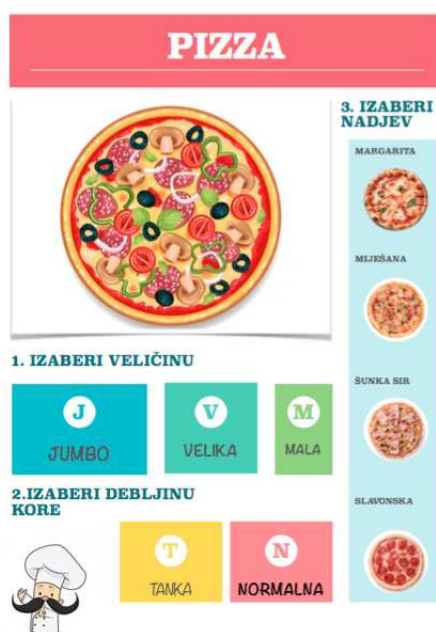 PIZZA
3. IZABERI
NADJEV
MARGARITA
MIJEŠANA
ŠUNKA SIR
SLAVONSKA
1. IZABERI VELIČINU
J
JUMBO
V
VELIKA
M
MALA
2.IZABERI DEBLJINU
KORE
T
TANKA
N
NORMALNA